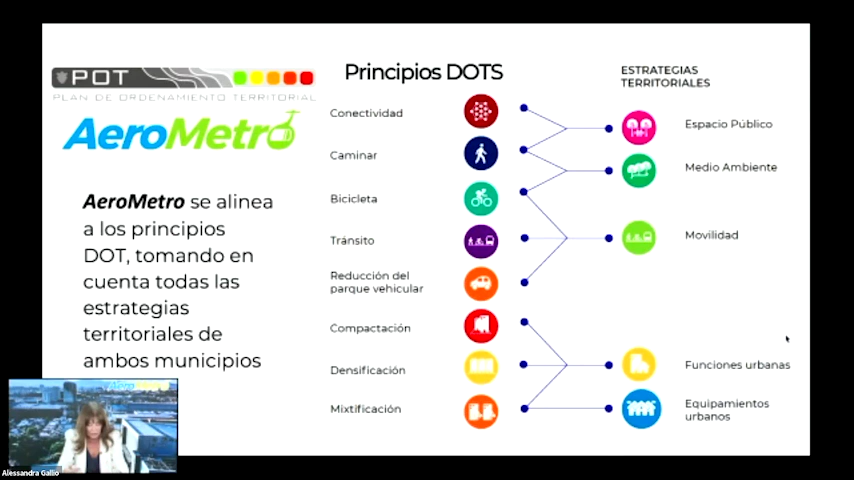 POT
PLAN DE ORDENAMIENTO TERRITORIAL
AeroMetro
AeroMetro se alinea
a los principios
DOT, tomando en
cuenta todas las
estrategias
territoriales de
ambos municipios
Principios DOTS
Conectividad
Caminar
Bicicleta
Tránsito
Reducción del
parque vehicular
Compactación
Densificación
Mixtificación
ESTRATEGIAS
TERRITORIALES
Espacio Público
Medio Ambiente
Movilidad
Funciones urbanas
Equipamientos
urbanos
AeroMetro
Alessandra Gallio